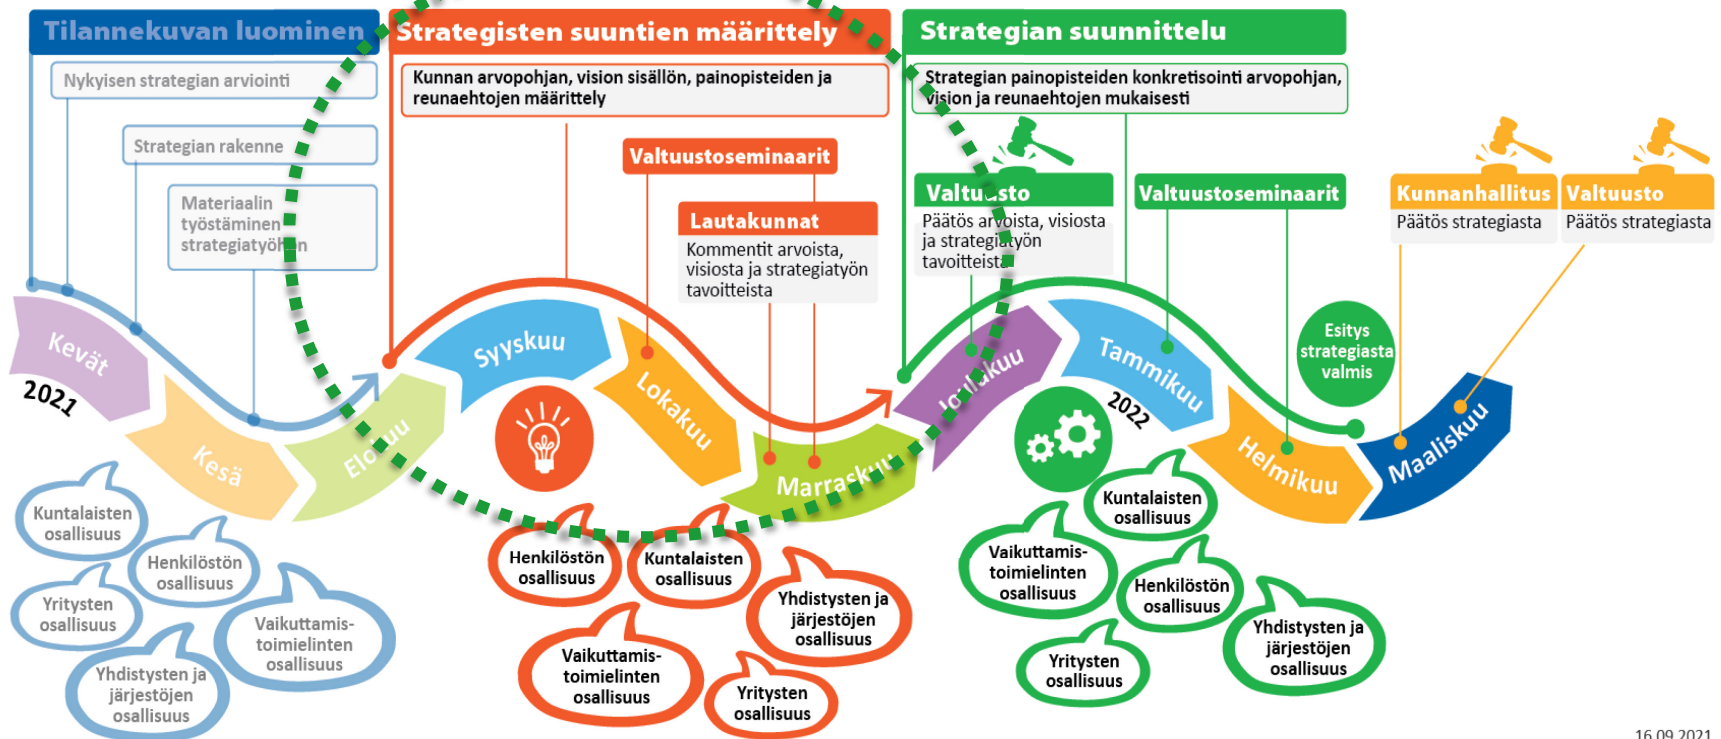 Tilannekuvan luominen
Nykyisen strategian arviointi
Strategian rakenne
Materiaalin
työstäminen
strategiatyöhön
Strategisten suuntien määrittely
Kunnan arvopohjan, vision sisällön, painopisteiden ja
reunaehtojen määrittely
Valtuustoseminaarit
Lautakunnat
Kommentit arvoista,
visiosta ja strategiatyön
tavoitteista
Strategian suunnittelu
Strategian painopisteiden konkretisointi arvopohjan,
vision ja reunaehtojen mukaisesti
Valtuusto
Päätös arvoista, visiosta
ja strategiatyön
tavoitteista
Valtuustoseminaarit
Kunnanhallitus
Päätös strategiasta
Valtuusto
Päätös strategiasta
Esitys
strategiasta
valmis
Kevät
2021
Kesä
Elokuu
Syyskuu
Lokakuu
Marraskuu
Joulukuu
Tammikuu
2022
Helmikuu
Maaliskuu
Kuntalaisten
osallisuus
Henkilöstön
osallisuus
Yritysten
osallisuus
Vaikuttamis-
toimielinten
osallisuus
Yhdistysten ja
järjestöjen
osallisuus
Henkilöstön
osallisuus
Kuntalaisten
osallisuus
Yhdistysten ja
järjestöjen
osallisuus
Vaikuttamis-
toimielinten
osallisuus
Yritysten
osallisuus
Kuntalaisten
osallisuus
Vaikuttamis-
toimielinten
osallisuus
Henkilöstön
osallisuus
Yhdistysten ja
järjestöjen
osallisuus
Yritysten
osallisuus
16.09.2021